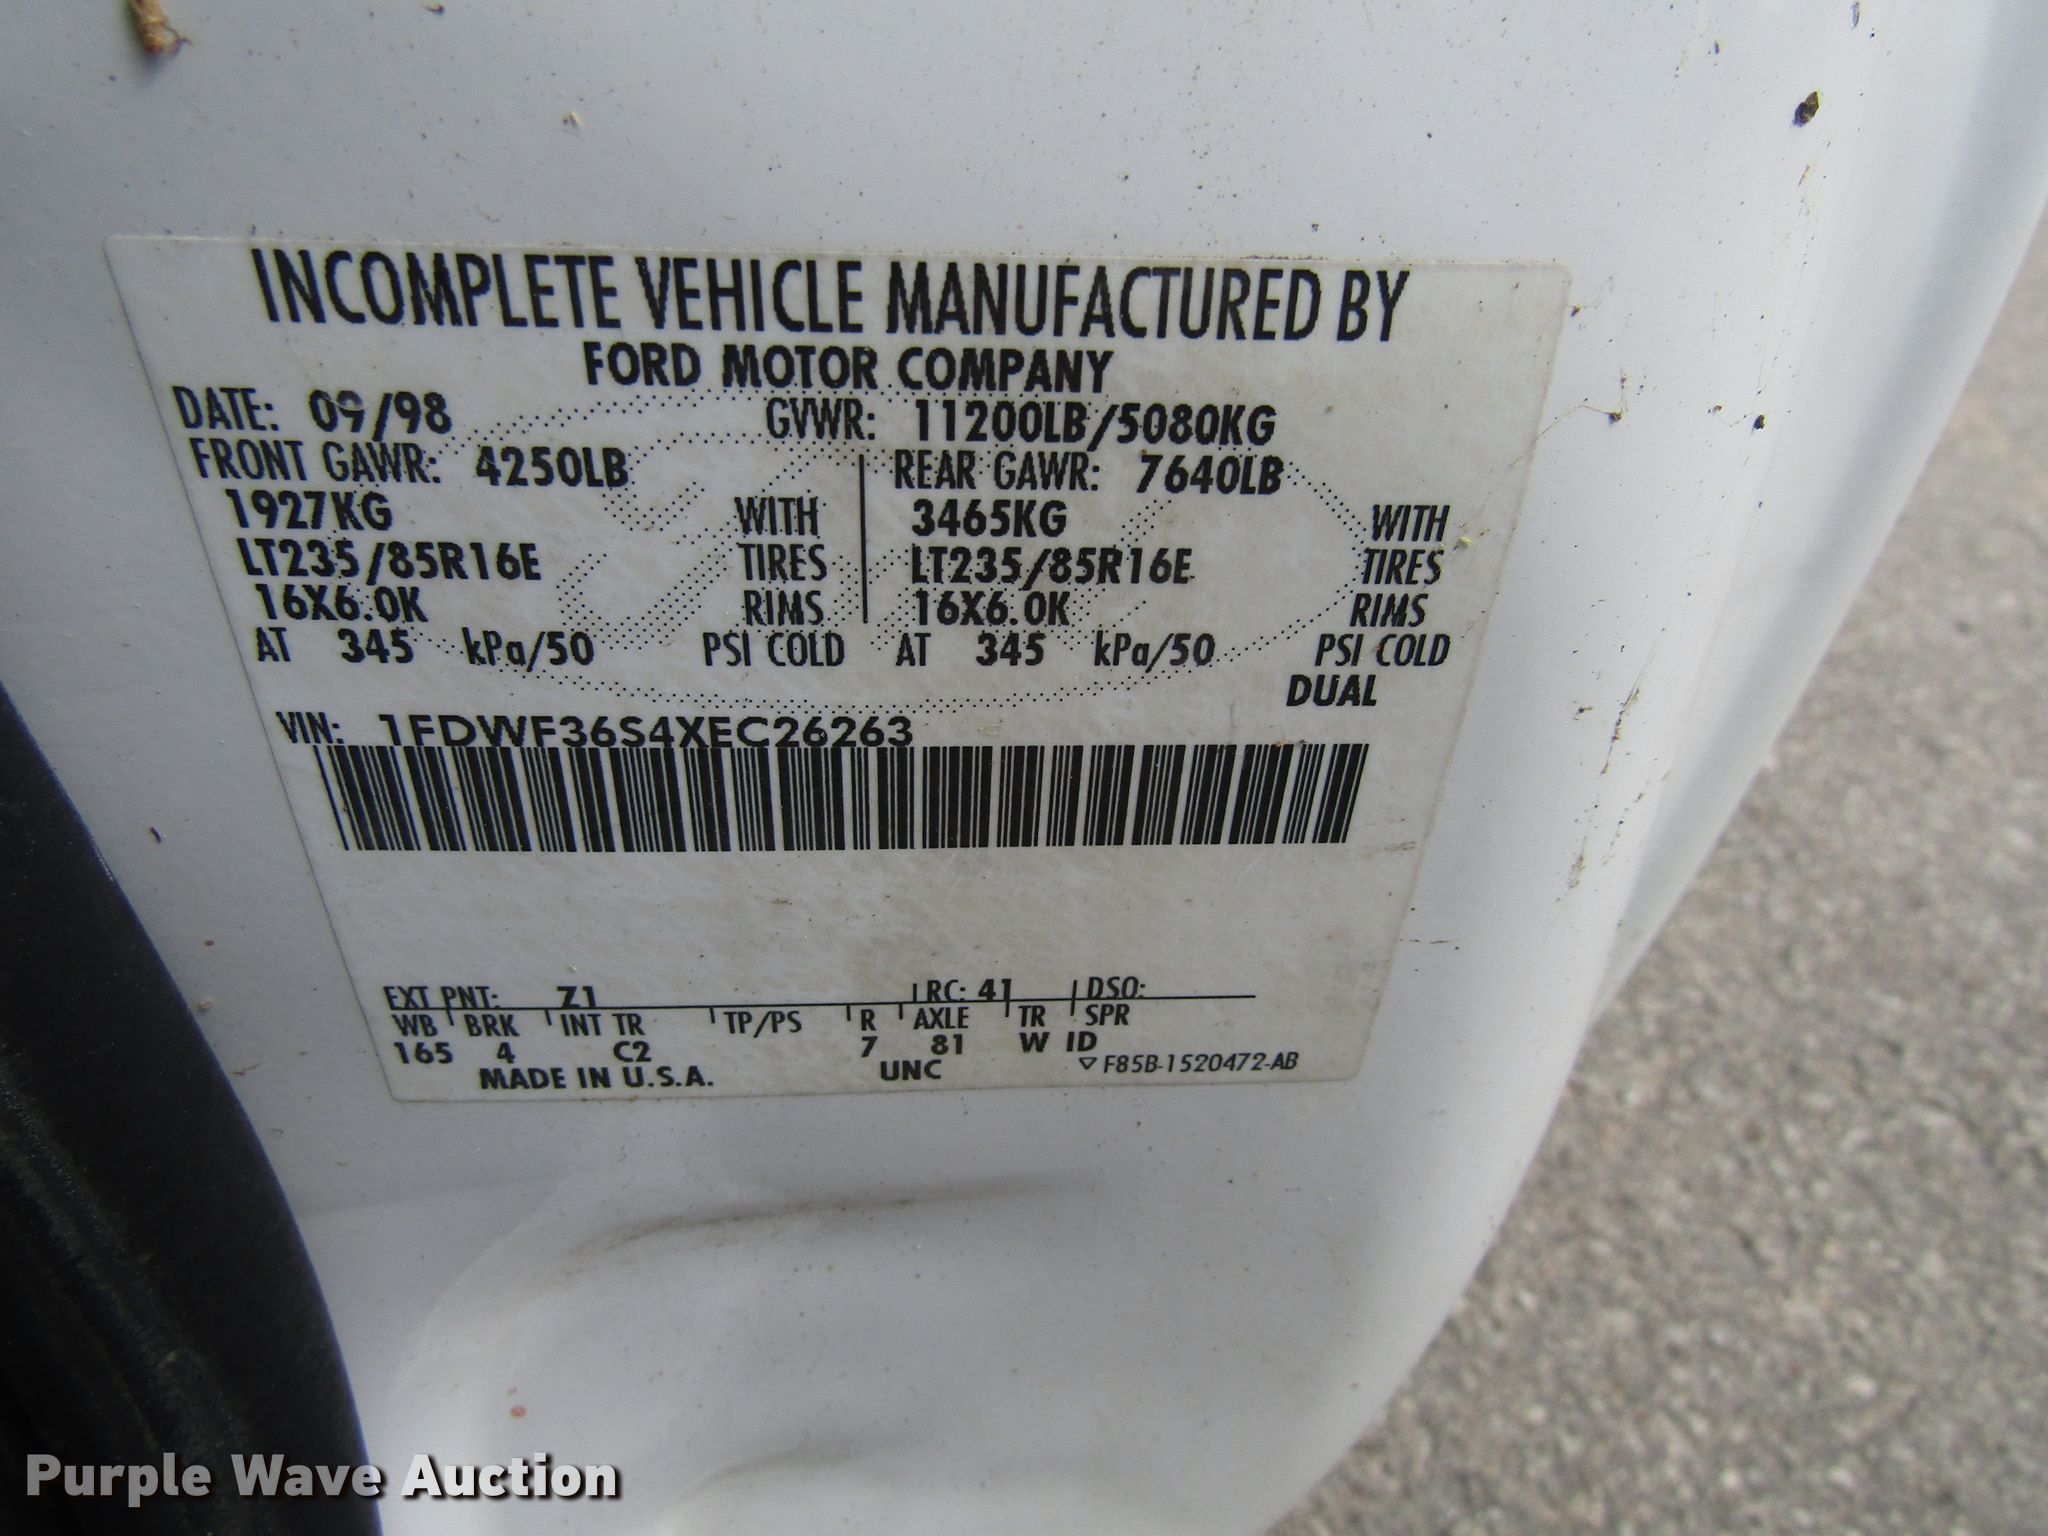 INCOMPLETE VEHICLE MANUFACTURED BY
FORD MOTOR COMPANY
DATE: 09/98 GVWR: 11200LB/5080KG
FRONT GAWR: 4250LB REAR GAWR: 7640LB
1927KG WITH 3465KG WITH
LT235/85R16E TIRES LT235/85R16E TIRES
16X6.0K RIMS 16X6.0K RIMS
AT 345 kPa/50 PSI COLD AT 345 kPa/50 PSI COLD
DUAL
VIN: 1FDWF36S4XEC26263
EXT PNT: Z1 RC: 41 DSO:
WB BRK INT TR TP/PS R AXLE TR SPR
165 4 C2 7 81 W ID
MADE IN U.S.A. UNC ▽ F85B-1520472-AB
Purple Wave Auction